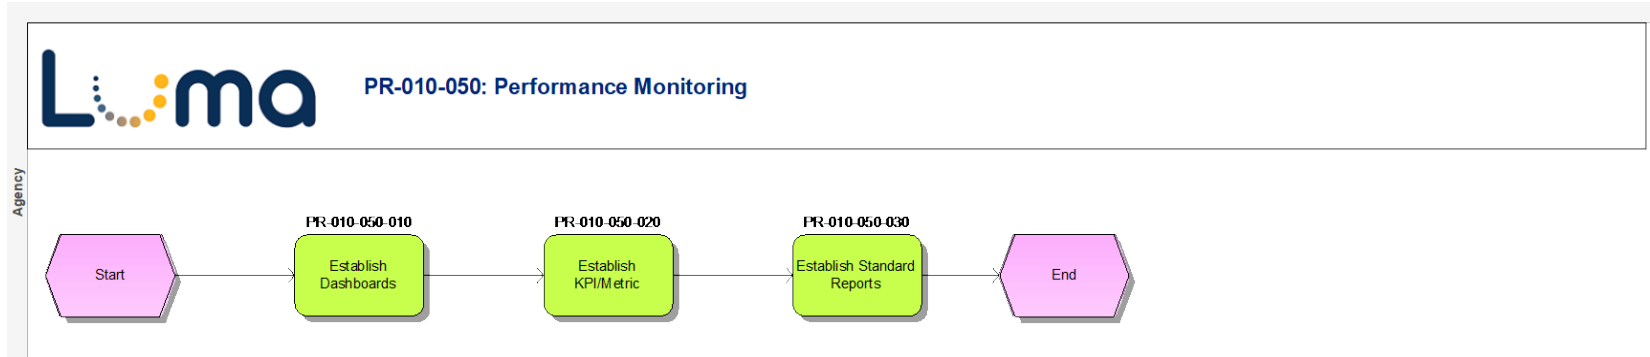 Luma
PR-010-050: Performance Monitoring
Agency
PR-010-050-010
PR-010-050-020
PR-010-050-030
Start
Establish
Dashboards
Establish
KPI/Metric
Establish Standard
Reports
End